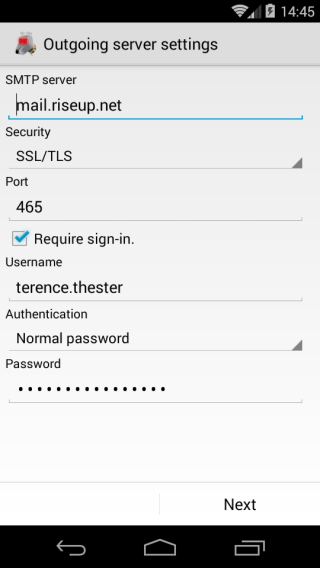 14:45
Outgoing server settings
SMTP server
mail.riseup.net
Security
SSL/TLS
Port
465
Require sign-in.
Username
terence.thester
Authentication
Normal password
Password
••••••••••••••••
Next